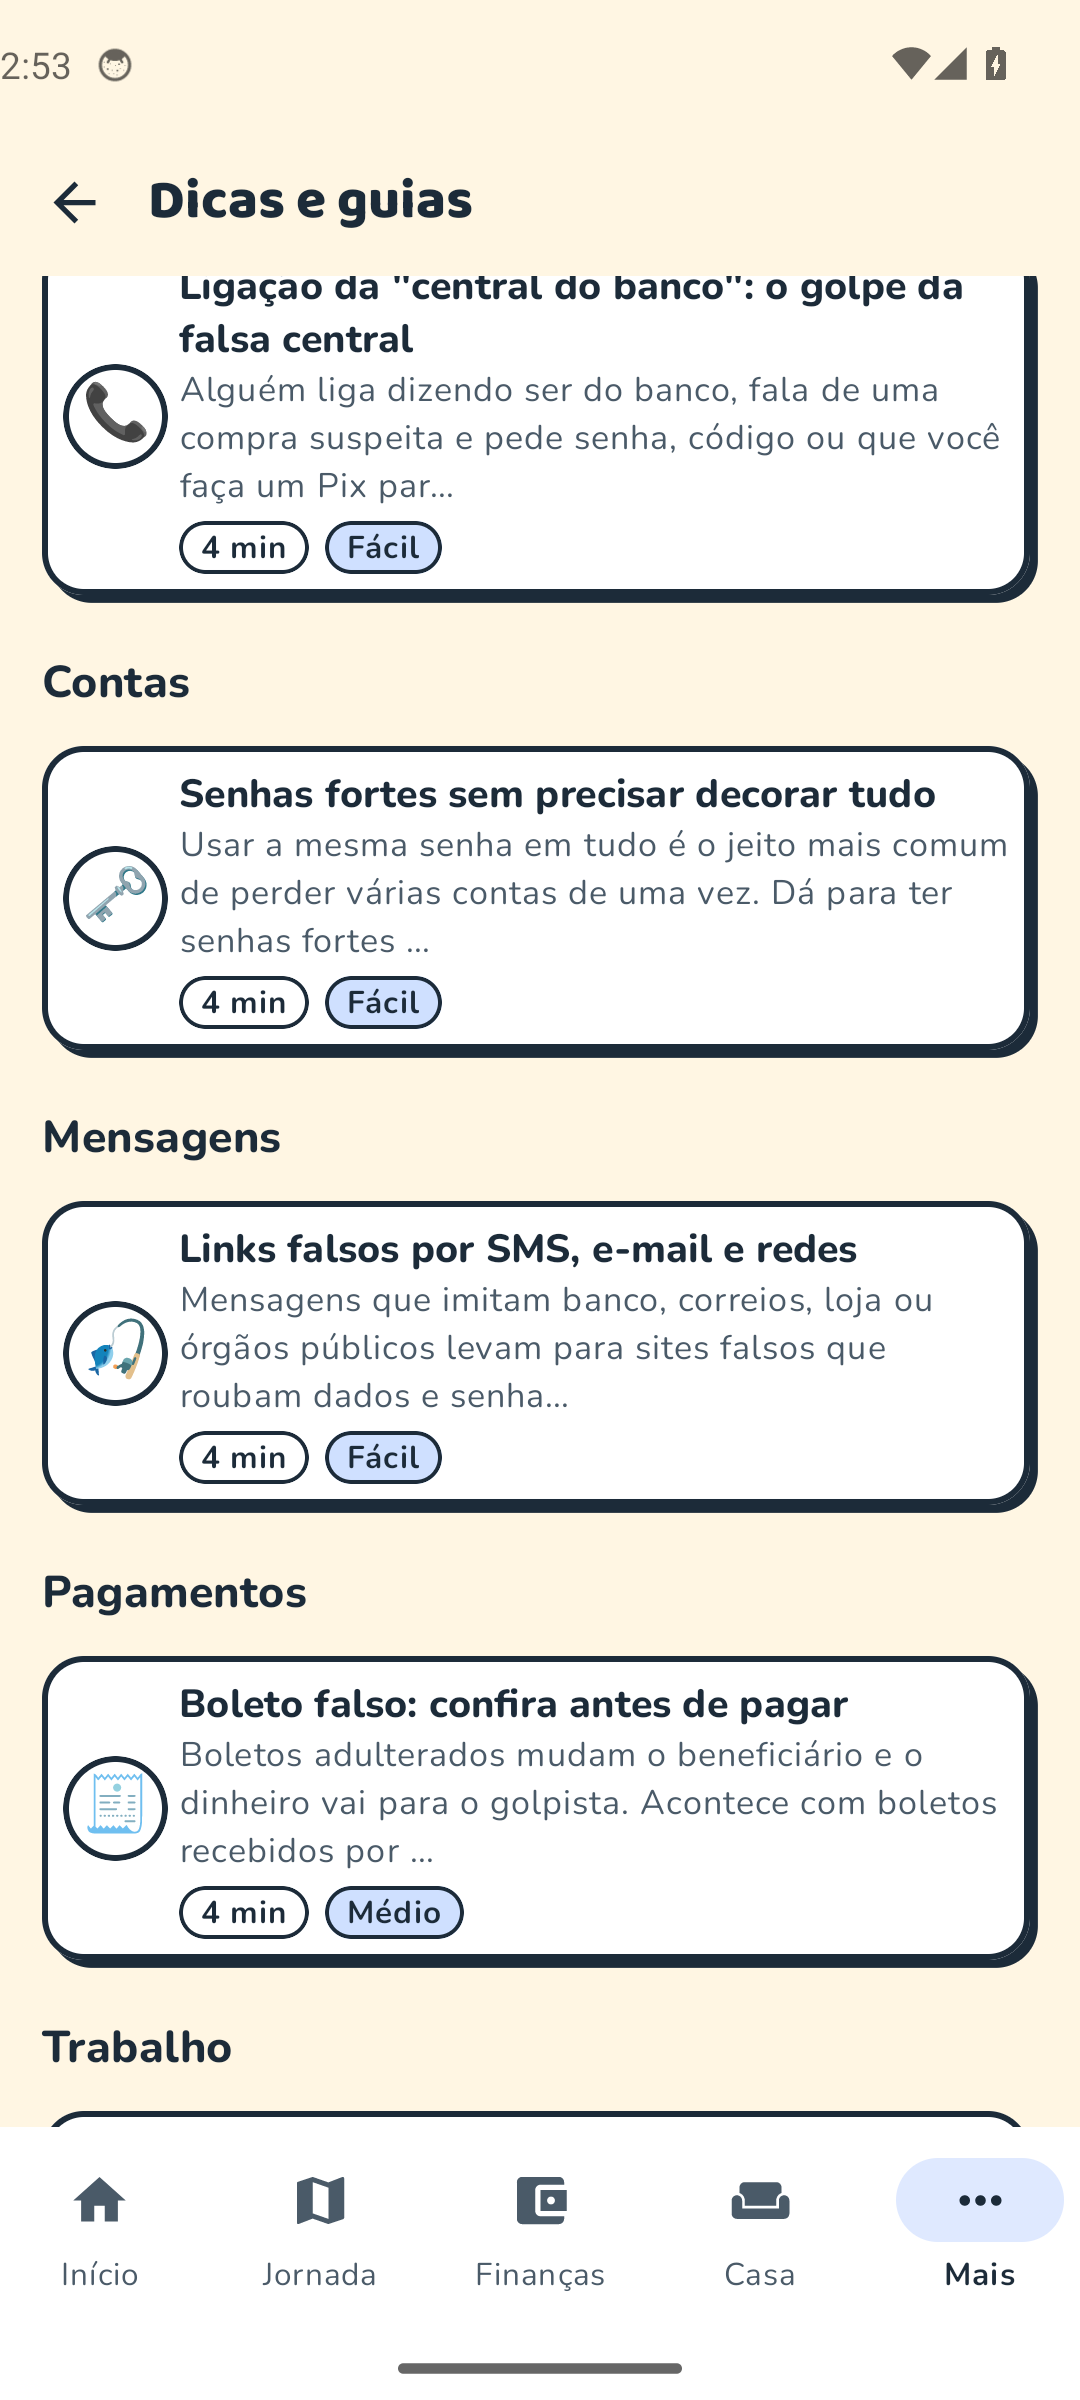 2:53
Dicas e guias
Ligação da "central do banco": o golpe da
falsa central
Alguém liga dizendo ser do banco, fala de uma
compra suspeita e pede senha, código ou que você
faça um Pix par...
4 min Fácil
Contas
Senhas fortes sem precisar decorar tudo
Usar a mesma senha em tudo é o jeito mais comum
de perder várias contas de uma vez. Dá para ter
senhas fortes ...
4 min Fácil
Mensagens
Links falsos por SMS, e-mail e redes
Mensagens que imitam banco, correios, loja ou
órgãos públicos levam para sites falsos que
roubam dados e senha...
4 min Fácil
Pagamentos
Boleto falso: confira antes de pagar
Boletos adulterados mudam o beneficiário e o
dinheiro vai para o golpista. Acontece com boletos
recebidos por ...
4 min Médio
Trabalho
Início Jornada Finanças Casa Mais